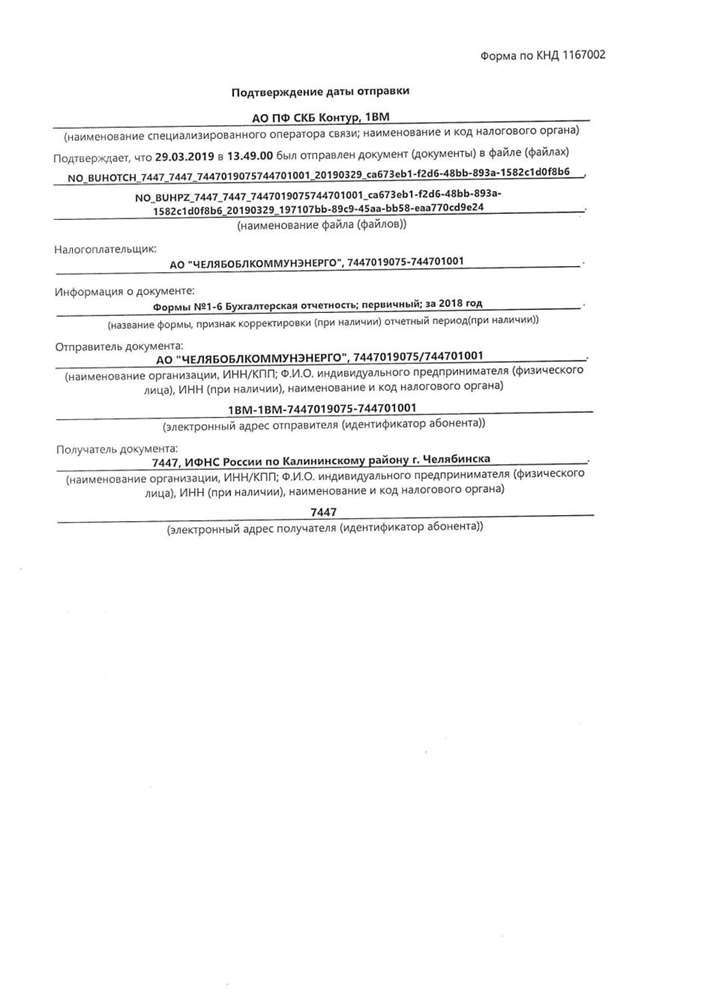 Форма по КНД 1167002
Подтверждение даты отправки
АО ПФ СКБ Контур, 1ВМ
(наименование специализированного оператора связи; наименование и код налогового органа)
Подтверждает, что 29.03.2019 в 13.49.00 был отправлен документ (документы) в файле (файлах)
NO_BUHOTCH_7447_7447_7447019075744701001_20190329_ca673eb1-f2d6-48bb-893a-1582c1d0f8b6,
NO_BUHPZ_7447_7447_7447019075744701001_ca673eb1-f2d6-48bb-893a-
1582c1d0f8b6_20190329_197107bb-89c9-45aa-bb58-eaa770cd9e24
(наименование файла (файлов))
Налогоплательщик:
АО "ЧЕЛЯБОБЛКОММУНЭНЕРГО", 7447019075-744701001.
Информация о документе:
Формы №1-6 Бухгалтерская отчетность; первичный; за 2018 год.
(название формы, признак корректировки (при наличии) отчетный период(при наличии))
Отправитель документа:
АО "ЧЕЛЯБОБЛКОММУНЭНЕРГО", 7447019075/744701001.
(наименование организации, ИНН/КПП; Ф.И.О. индивидуального предпринимателя (физического
лица), ИНН (при наличии), наименование и код налогового органа)
1ВМ-1ВМ-7447019075-744701001
(электронный адрес отправителя (идентификатор абонента))
Получатель документа:
7447, ИФНС России по Калининскому району г. Челябинска.
(наименование организации, ИНН/КПП; Ф.И.О. индивидуального предпринимателя (физического
лица), ИНН (при наличии), наименование и код налогового органа)
7447
(электронный адрес получателя (идентификатор абонента))